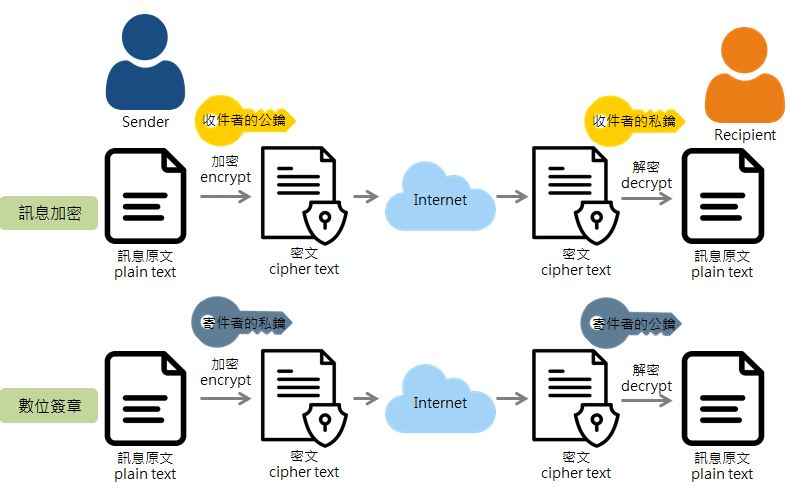 Sender
Recipient
收件者的公鑰
收件者的私鑰
訊息加密
加密
encrypt
Internet
解密
decrypt
訊息原文
plain text
密文
cipher text
密文
cipher text
訊息原文
plain text
寄件者的私鑰
寄件者的公鑰
數位簽章
加密
encrypt
Internet
解密
decrypt
訊息原文
plain text
密文
cipher text
密文
cipher text
訊息原文
plain text